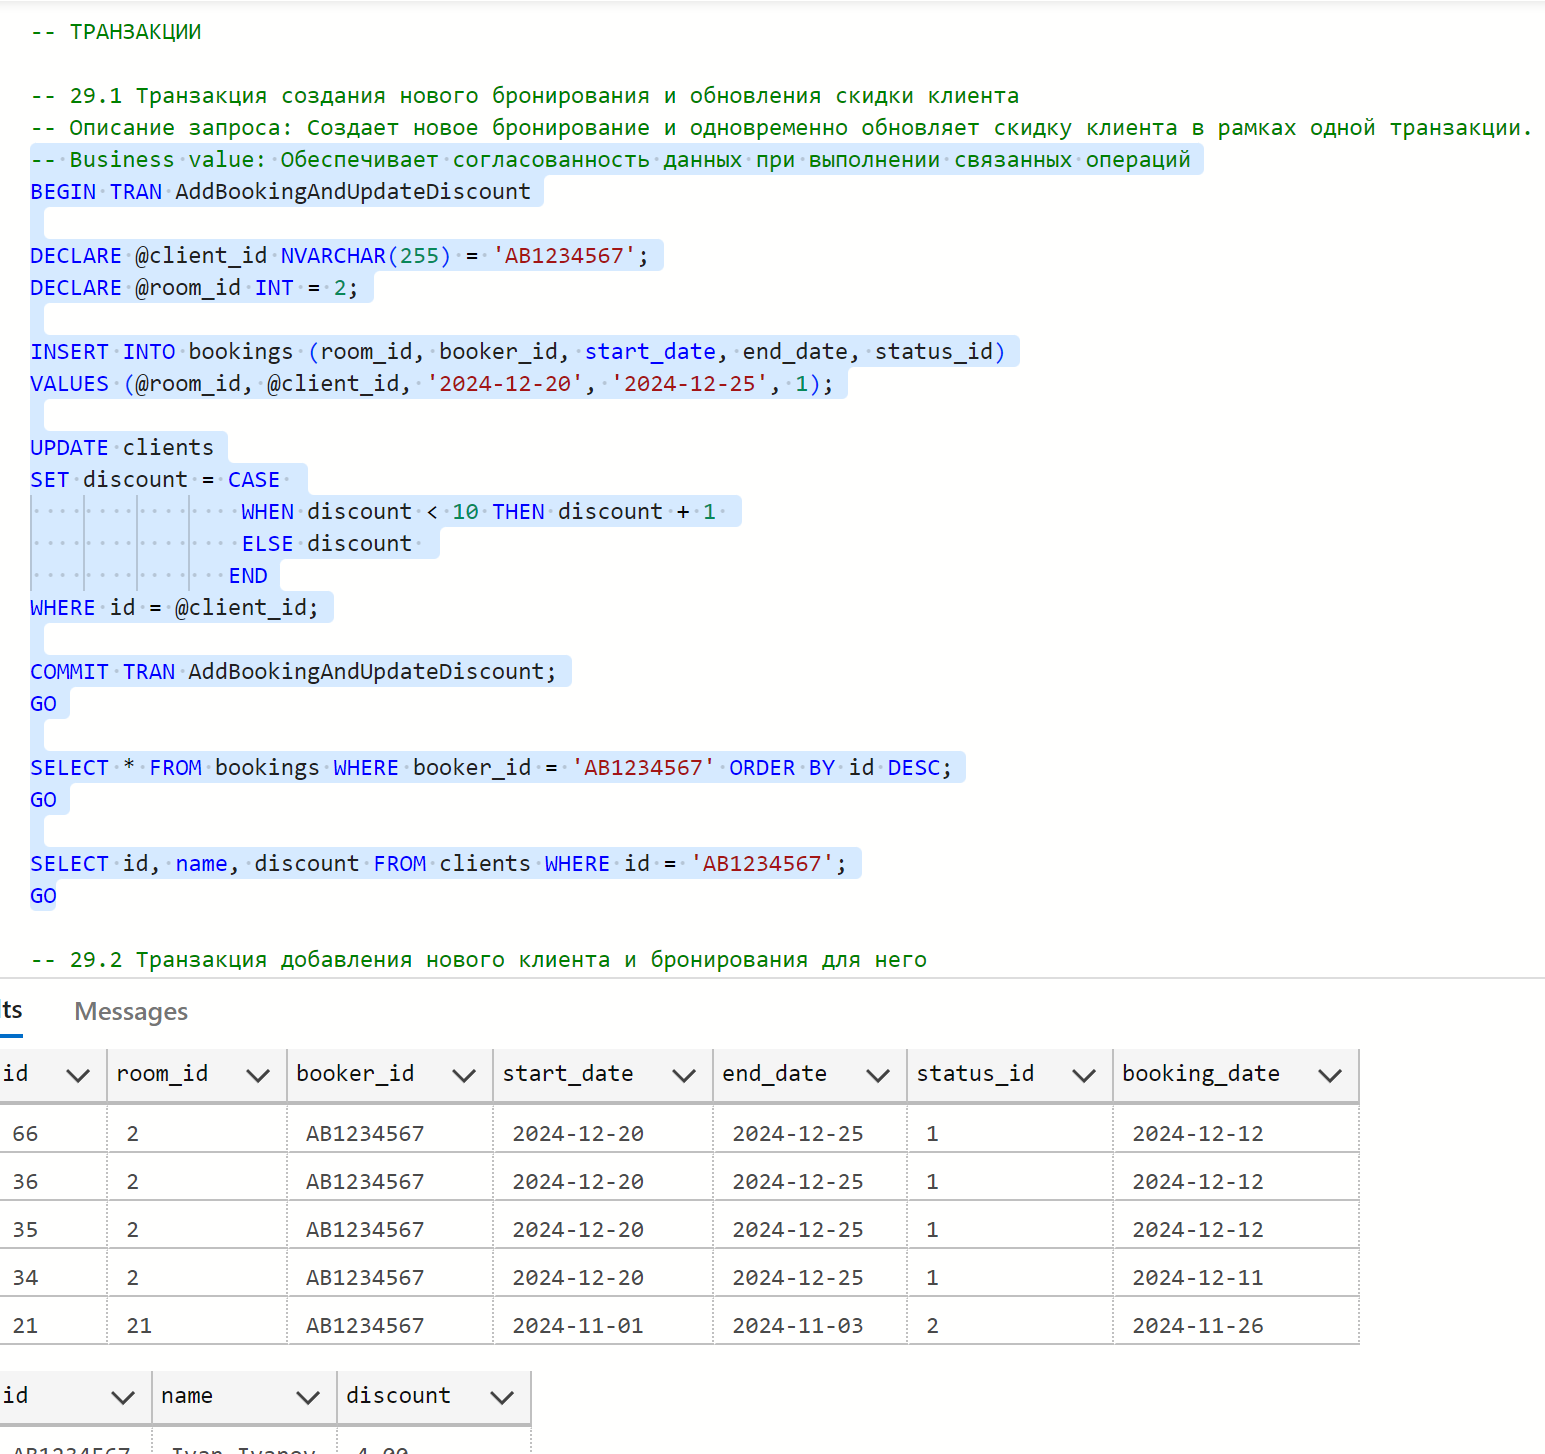 -- ТРАНЗАКЦИИ
-- 29.1 Транзакция создания нового бронирования и обновления скидки клиента
-- Описание запроса: Создает новое бронирование и одновременно обновляет скидку клиента в рамках одной транзакции.
-- Business value: Обеспечивает согласованность данных при выполнении связанных операций
BEGIN TRAN AddBookingAndUpdateDiscount
DECLARE @client_id NVARCHAR(255) = 'AB1234567';
DECLARE @room_id INT = 2;
INSERT INTO bookings (room_id, booker_id, start_date, end_date, status_id)
VALUES (@room_id, @client_id, '2024-12-20', '2024-12-25', 1);
UPDATE clients
SET discount = CASE
WHEN discount < 10 THEN discount + 1
ELSE discount
END
WHERE id = @client_id;
COMMIT TRAN AddBookingAndUpdateDiscount;
GO
SELECT * FROM bookings WHERE booker_id = 'AB1234567' ORDER BY id DESC;
GO
SELECT id, name, discount FROM clients WHERE id = 'AB1234567';
GO
-- 29.2 Транзакция добавления нового клиента и бронирования для него
lts Messages
id room_id booker_id start_date end_date status_id booking_date
66 2 AB1234567 2024-12-20 2024-12-25 1 2024-12-12
36 2 AB1234567 2024-12-20 2024-12-25 1 2024-12-12
35 2 AB1234567 2024-12-20 2024-12-25 1 2024-12-12
34 2 AB1234567 2024-12-20 2024-12-25 1 2024-12-11
21 21 AB1234567 2024-11-01 2024-11-03 2 2024-11-26
id name discount
AB1234567 Ivan Ivanov 4.00